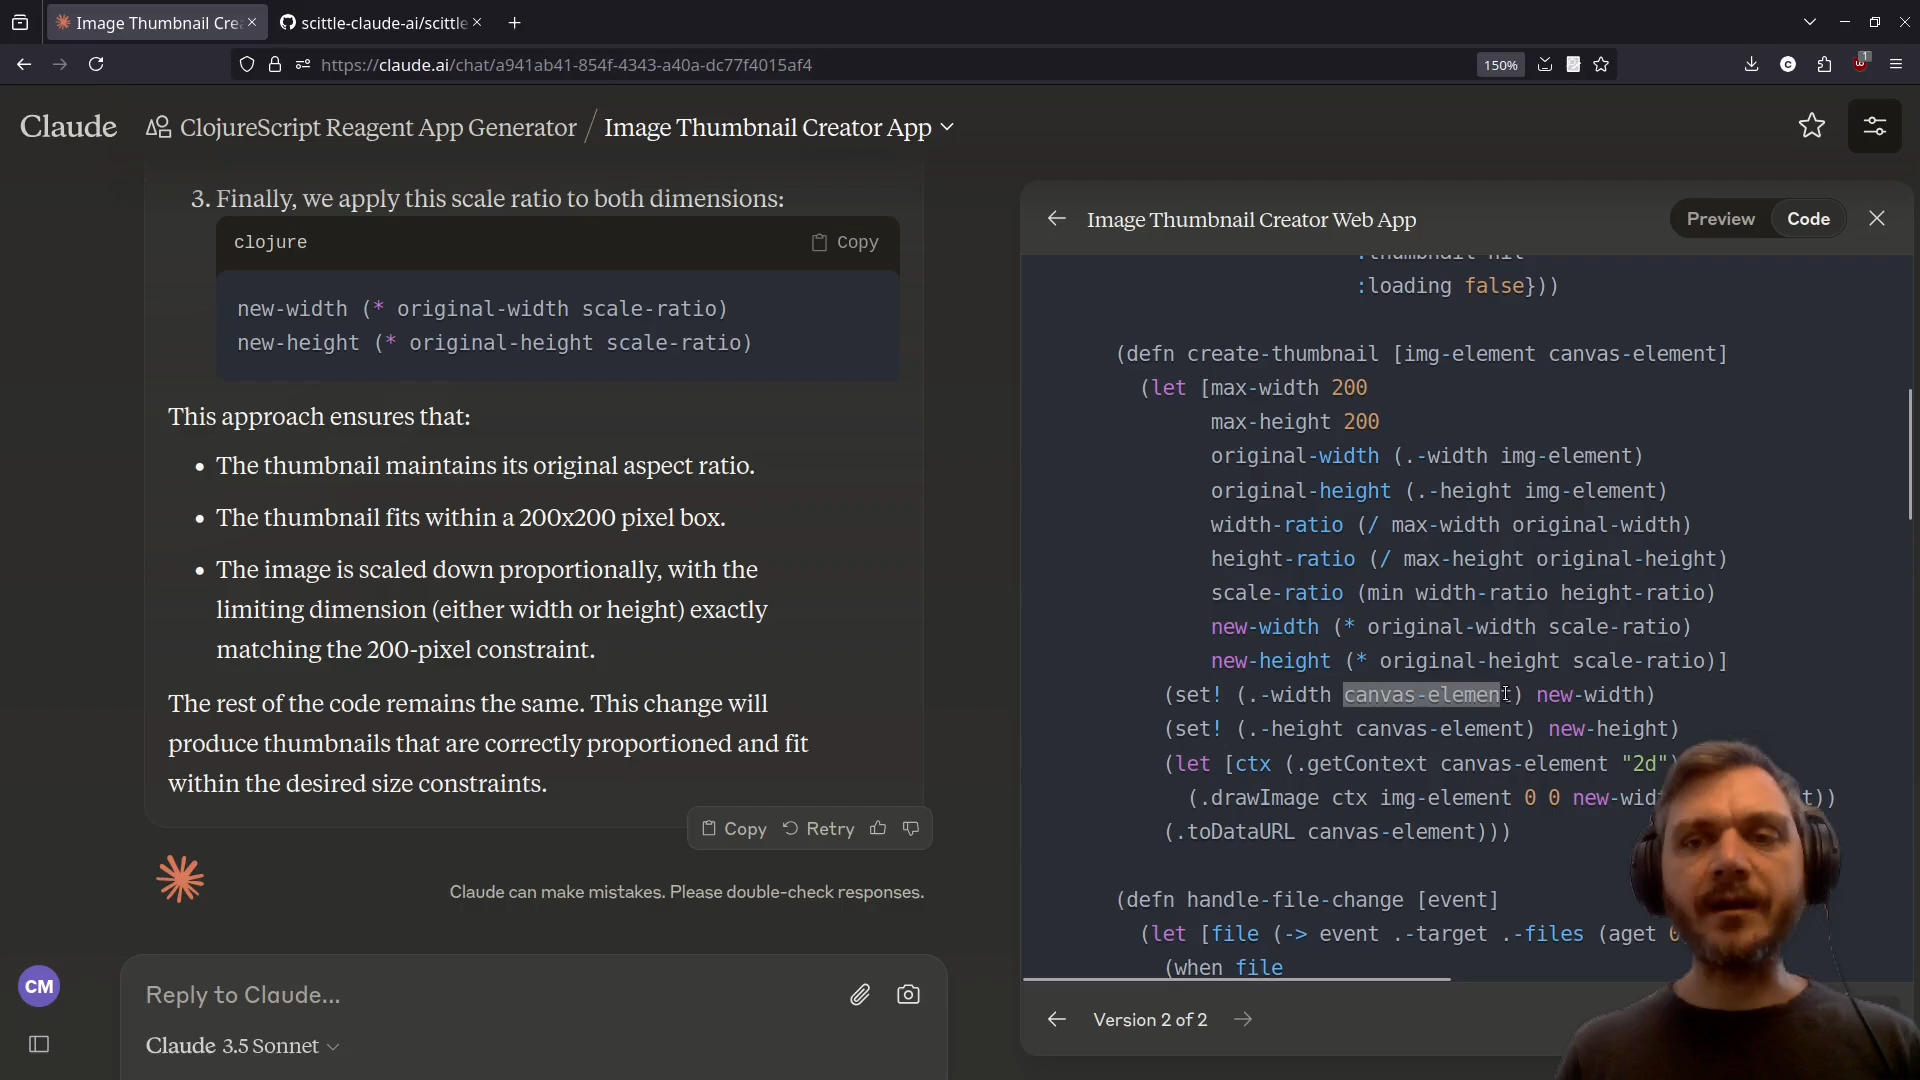 Image Thumbnail Cre
scittle-claude-ai/scittle
https://claude.ai/chat/a941ab41-854f-4343-a40a-dc77f4015af4
150%
1
Claude
ClojureScript Reagent App Generator / Image Thumbnail Creator App
3. Finally, we apply this scale ratio to both dimensions:
clojure
Copy
new-width (* original-width scale-ratio)
new-height (* original-height scale-ratio)
This approach ensures that:
• The thumbnail maintains its original aspect ratio.
• The thumbnail fits within a 200x200 pixel box.
• The image is scaled down proportionally, with the
limiting dimension (either width or height) exactly
matching the 200-pixel constraint.
The rest of the code remains the same. This change will
produce thumbnails that are correctly proportioned and fit
within the desired size constraints.
Copy
Retry
Claude can make mistakes. Please double-check responses.
CM
Reply to Claude...
Claude 3.5 Sonnet
Image Thumbnail Creator Web App
Preview
Code
:thumbnail nil
:loading false}))
(defn create-thumbnail [img-element canvas-element]
(let [max-width 200
max-height 200
original-width (.-width img-element)
original-height (.-height img-element)
width-ratio (/ max-width original-width)
height-ratio (/ max-height original-height)
scale-ratio (min width-ratio height-ratio)
new-width (* original-width scale-ratio)
new-height (* original-height scale-ratio)]
(set! (.-width canvas-element) new-width)
(set! (.-height canvas-element) new-height)
(let [ctx (.getContext canvas-element "2d")
(.drawImage ctx img-element 0 0 new-wid t))
(.toDataURL canvas-element)))
(defn handle-file-change [event]
(let [file (-> event .-target .-files (aget 0
(when file
Version 2 of 2